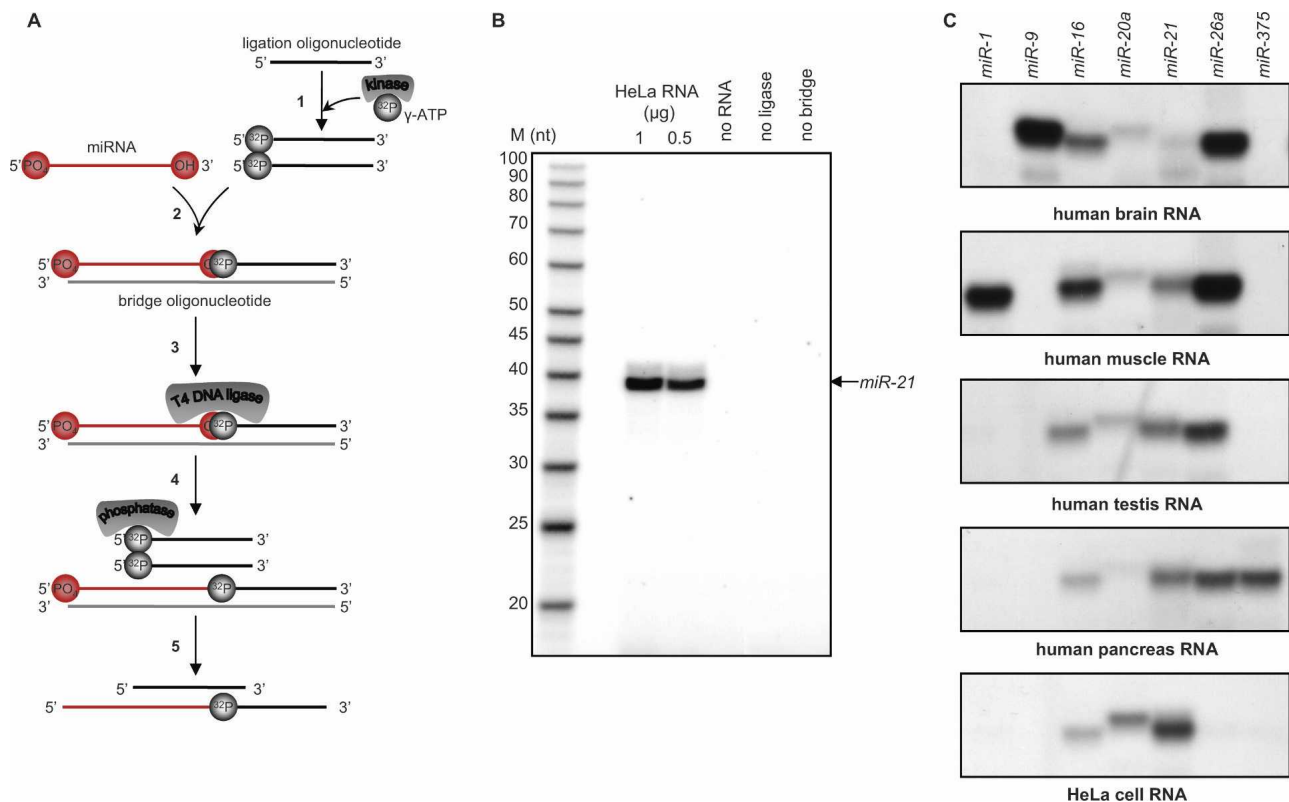 A
ligation oligonucleotide
5’ 3’
kinase
1
32P
γ-ATP
miRNA
5’ PO4 OH 3’
5’ 32P 3’
5’ 32P 3’
2
5’ PO4 32P 3’
3’ 5’
bridge oligonucleotide
3
T4 DNA ligase
5’ PO4 32P 3’
3’ 5’
4
phosphatase
5’ 32P 3’
5’ 32P 3’
5’ PO4 32P 3’
3’ 5’
5
5’ 3’
5’ 32P 3’
B
HeLa RNA
(µg)
M (nt) 1 0.5 no RNA no ligase no bridge
100
90
80
70
60
50
45
40
35
30
25
20
miR-21
C
miR-1 miR-9 miR-16 miR-20a miR-21 miR-26a miR-375
human brain RNA
human muscle RNA
human testis RNA
human pancreas RNA
HeLa cell RNA